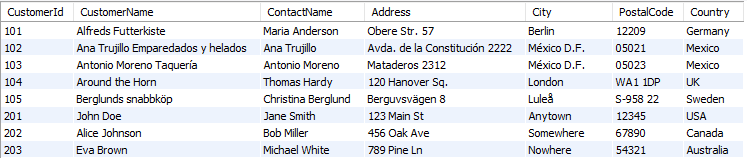 CustomerId CustomerName ContactName Address City PostalCode Country
101 Alfreds Futterkiste Maria Anderson Obere Str. 57 Berlin 12209 Germany
102 Ana Trujillo Emparedados y helados Ana Trujillo Avda. de la Constitución 2222 México D.F. 05021 Mexico
103 Antonio Moreno Taquería Antonio Moreno Mataderos 2312 México D.F. 05023 Mexico
104 Around the Horn Thomas Hardy 120 Hanover Sq. London WA1 1DP UK
105 Berglunds snabbköp Christina Berglund Berguvsvägen 8 Luleå S-958 22 Sweden
201 John Doe Jane Smith 123 Main St Anytown 12345 USA
202 Alice Johnson Bob Miller 456 Oak Ave Somewhere 67890 Canada
203 Eva Brown Michael White 789 Pine Ln Nowhere 54321 Australia